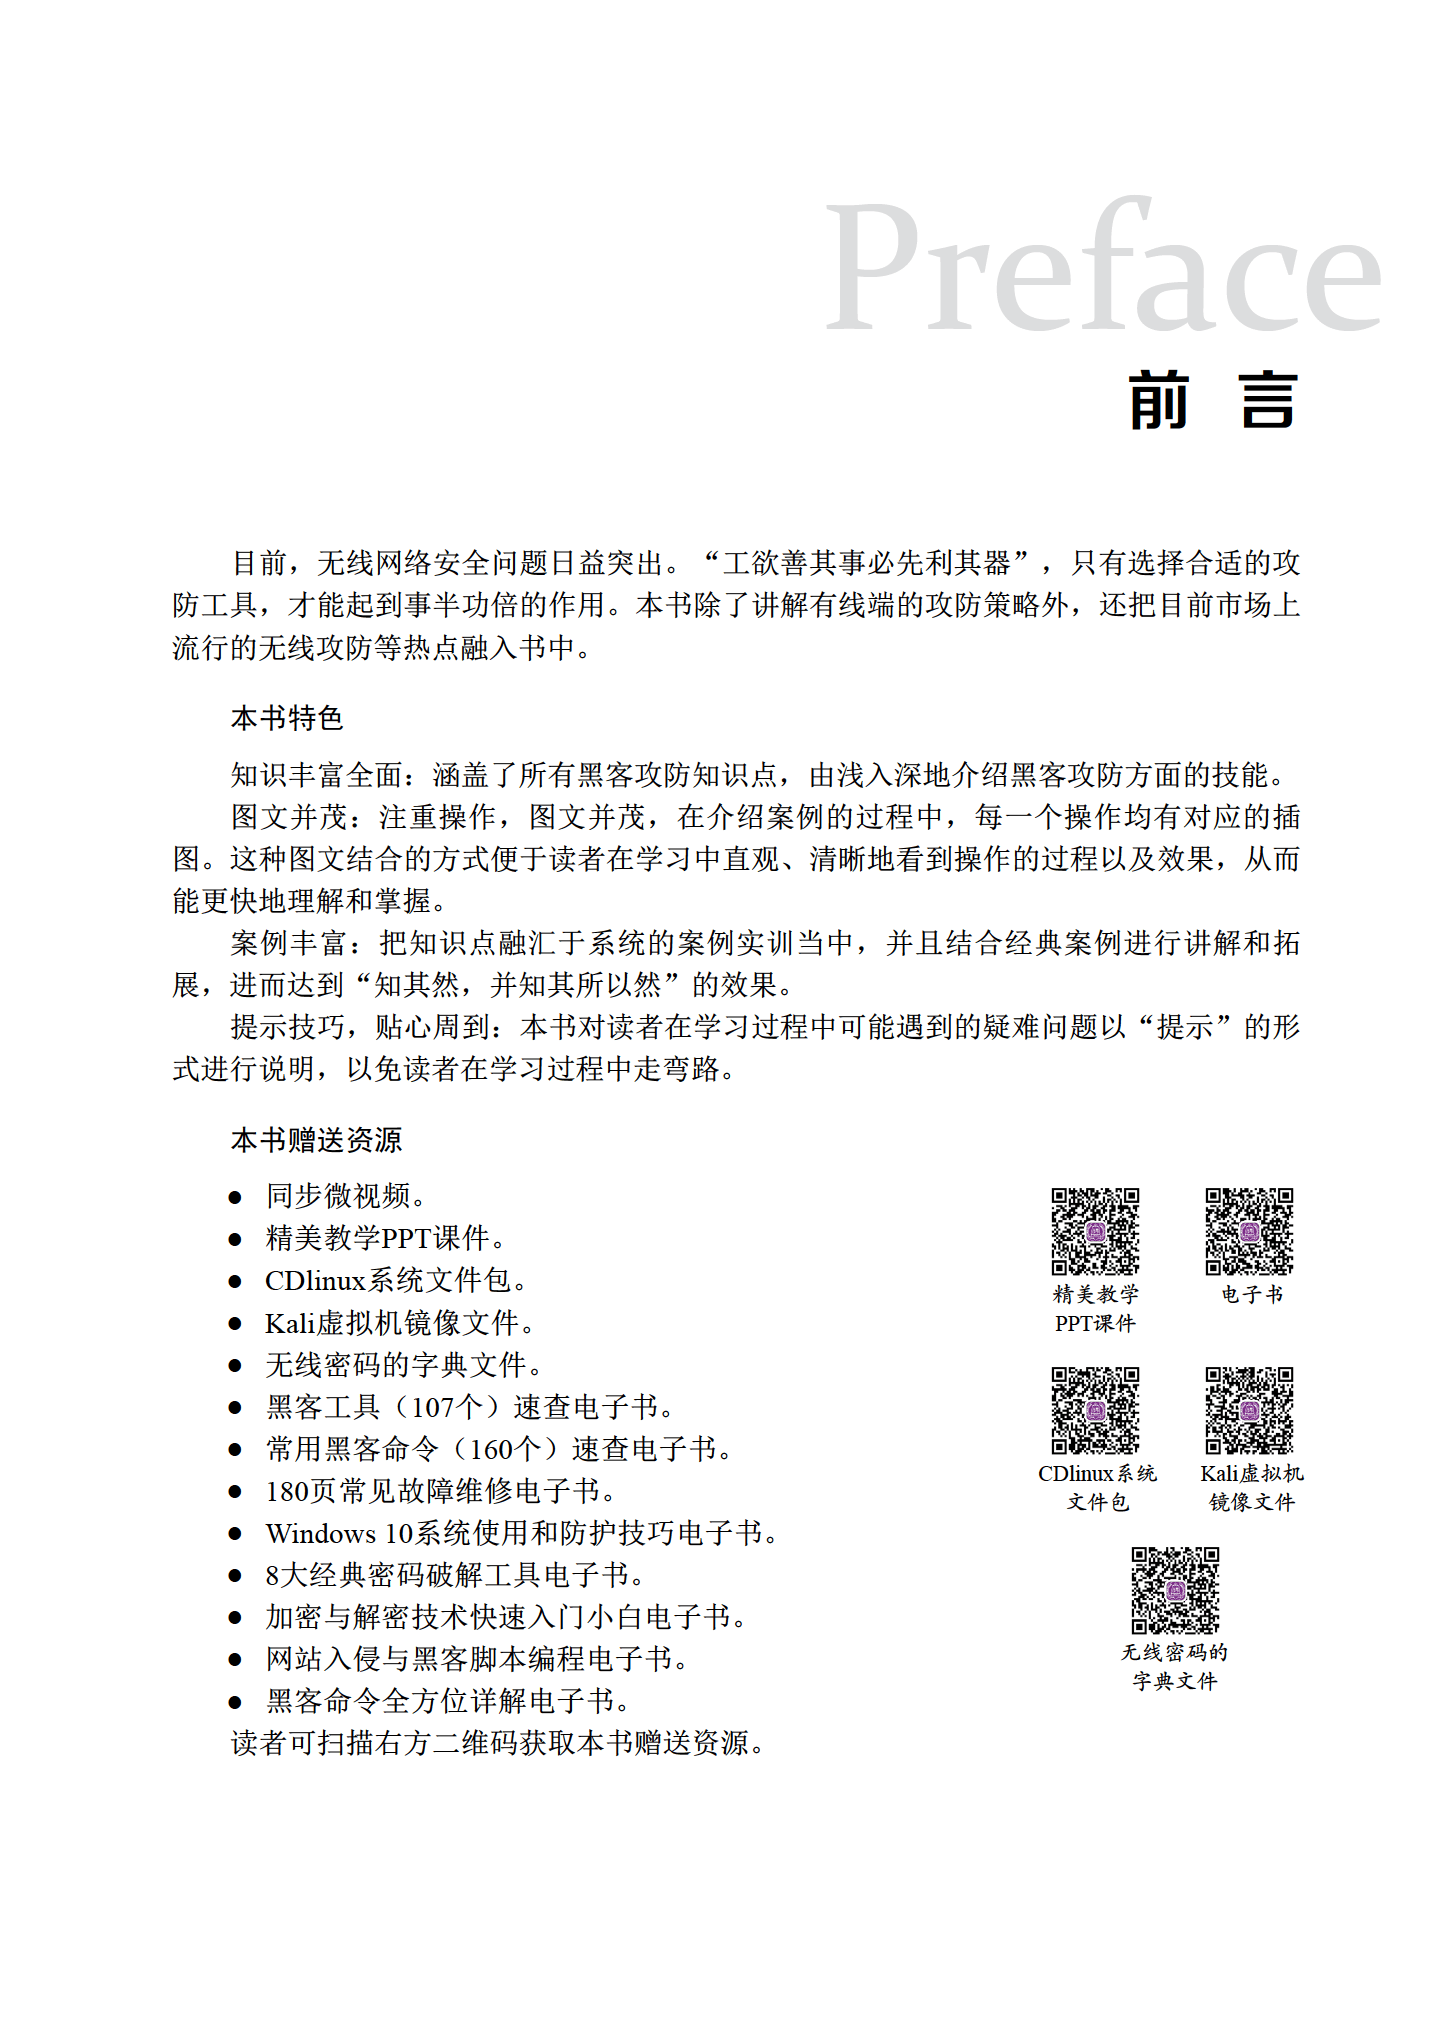 Preface
前 言
目前，无线网络安全问题日益突出。“工欲善其事必先利其器”，只有选择合适的攻
防工具，才能起到事半功倍的作用。本书除了讲解有线端的攻防策略外，还把目前市场上
流行的无线攻防等热点融入书中。
本书特色
知识丰富全面：涵盖了所有黑客攻防知识点，由浅入深地介绍黑客攻防方面的技能。
图文并茂：注重操作，图文并茂，在介绍案例的过程中，每一个操作均有对应的插
图。这种图文结合的方式便于读者在学习中直观、清晰地看到操作的过程以及效果，从而
能更快地理解和掌握。
案例丰富：把知识点融汇于系统的案例实训当中，并且结合经典案例进行讲解和拓
展，进而达到“知其然，并知其所以然”的效果。
提示技巧，贴心周到：本书对读者在学习过程中可能遇到的疑难问题以“提示”的形
式进行说明，以免读者在学习过程中走弯路。
本书赠送资源
● 同步微视频。
● 精美教学PPT课件。
● CDlinux系统文件包。
● Kali虚拟机镜像文件。
● 无线密码的字典文件。
● 黑客工具（107个）速查电子书。
● 常用黑客命令（160个）速查电子书。
● 180页常见故障维修电子书。
● Windows 10系统使用和防护技巧电子书。
● 8大经典密码破解工具电子书。
● 加密与解密技术快速入门小白电子书。
● 网站入侵与黑客脚本编程电子书。
● 黑客命令全方位详解电子书。
读者可扫描右方二维码获取本书赠送资源。
精美教学
PPT课件
电子书
CDlinux系统
文件包
Kali虚拟机
镜像文件
无线密码的
字典文件